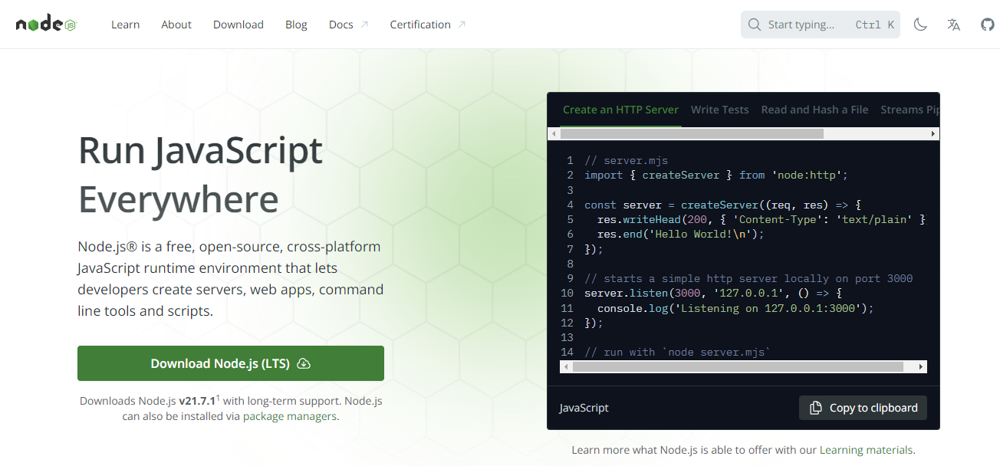 node JS
Learn About Download Blog Docs Certification
Start typing... Ctrl K
Run JavaScript
Everywhere
Node.js® is a free, open-source, cross-platform
JavaScript runtime environment that lets
developers create servers, web apps, command
line tools and scripts.
Download Node.js (LTS)
Downloads Node.js v21.7.1¹ with long-term support. Node.js
can also be installed via package managers.
Create an HTTP Server Write Tests Read and Hash a File Streams Pip
1 // server.mjs
2 import { createServer } from 'node:http';
3
4 const server = createServer((req, res) => {
5   res.writeHead(200, { 'Content-Type': 'text/plain' }
6   res.end('Hello World!\n');
7 });
8
9 // starts a simple http server locally on port 3000
10 server.listen(3000, '127.0.0.1', () => {
11   console.log('Listening on 127.0.0.1:3000');
12 });
13
14 // run with `node server.mjs`
JavaScript Copy to clipboard
Learn more what Node.js is able to offer with our Learning materials.